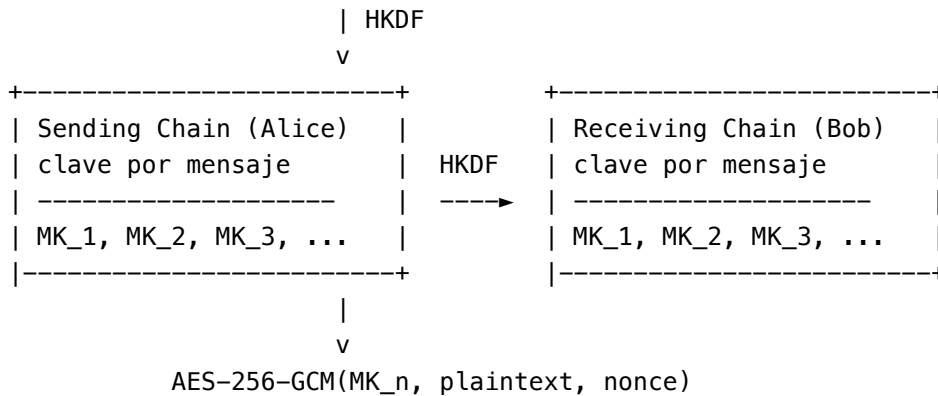 | HKDF
v
+−−−−−−−−−−−−−−−−−−−−−−−−−−+ +−−−−−−−−−−−−−−−−−−−−−−−−−−+
| Sending Chain (Alice) | | Receiving Chain (Bob) |
| clave por mensaje | HKDF | clave por mensaje |
| −−−−−−−−−−−−−−−−−−−−− | −−−−► | −−−−−−−−−−−−−−−−−−−−− |
| MK_1, MK_2, MK_3, ... | | MK_1, MK_2, MK_3, ... |
|−−−−−−−−−−−−−−−−−−−−−−−−−−+ |−−−−−−−−−−−−−−−−−−−−−−−−−−+
|
v
AES−256−GCM(MK_n, plaintext, nonce)